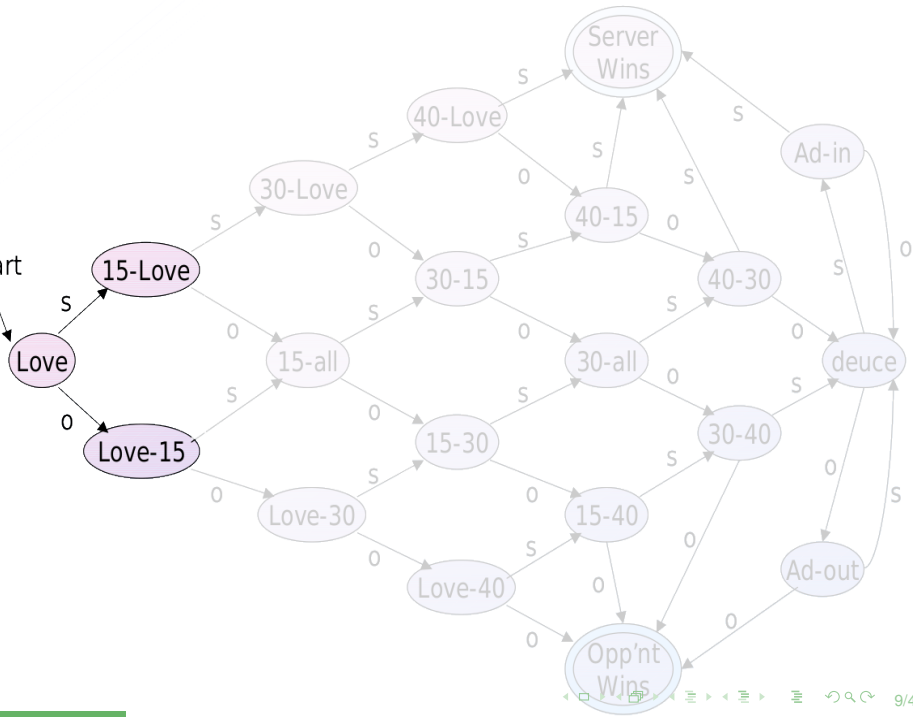 Server
Wins
s
40-Love
s
s
Ad-in
s
30-Love
o
s
40-15
s
s
o
o
s
o
art
15-Love
30-15
40-30
s
s
s
s
o
o
o
Love
15-all
30-all
deuce
s
o
o
s
s
o
Love-15
15-30
30-40
s
s
o
o
o
s
Love-30
15-40
o
s
o
Ad-out
Love-40
o
o
o
Opp'nt
Wins
9/4